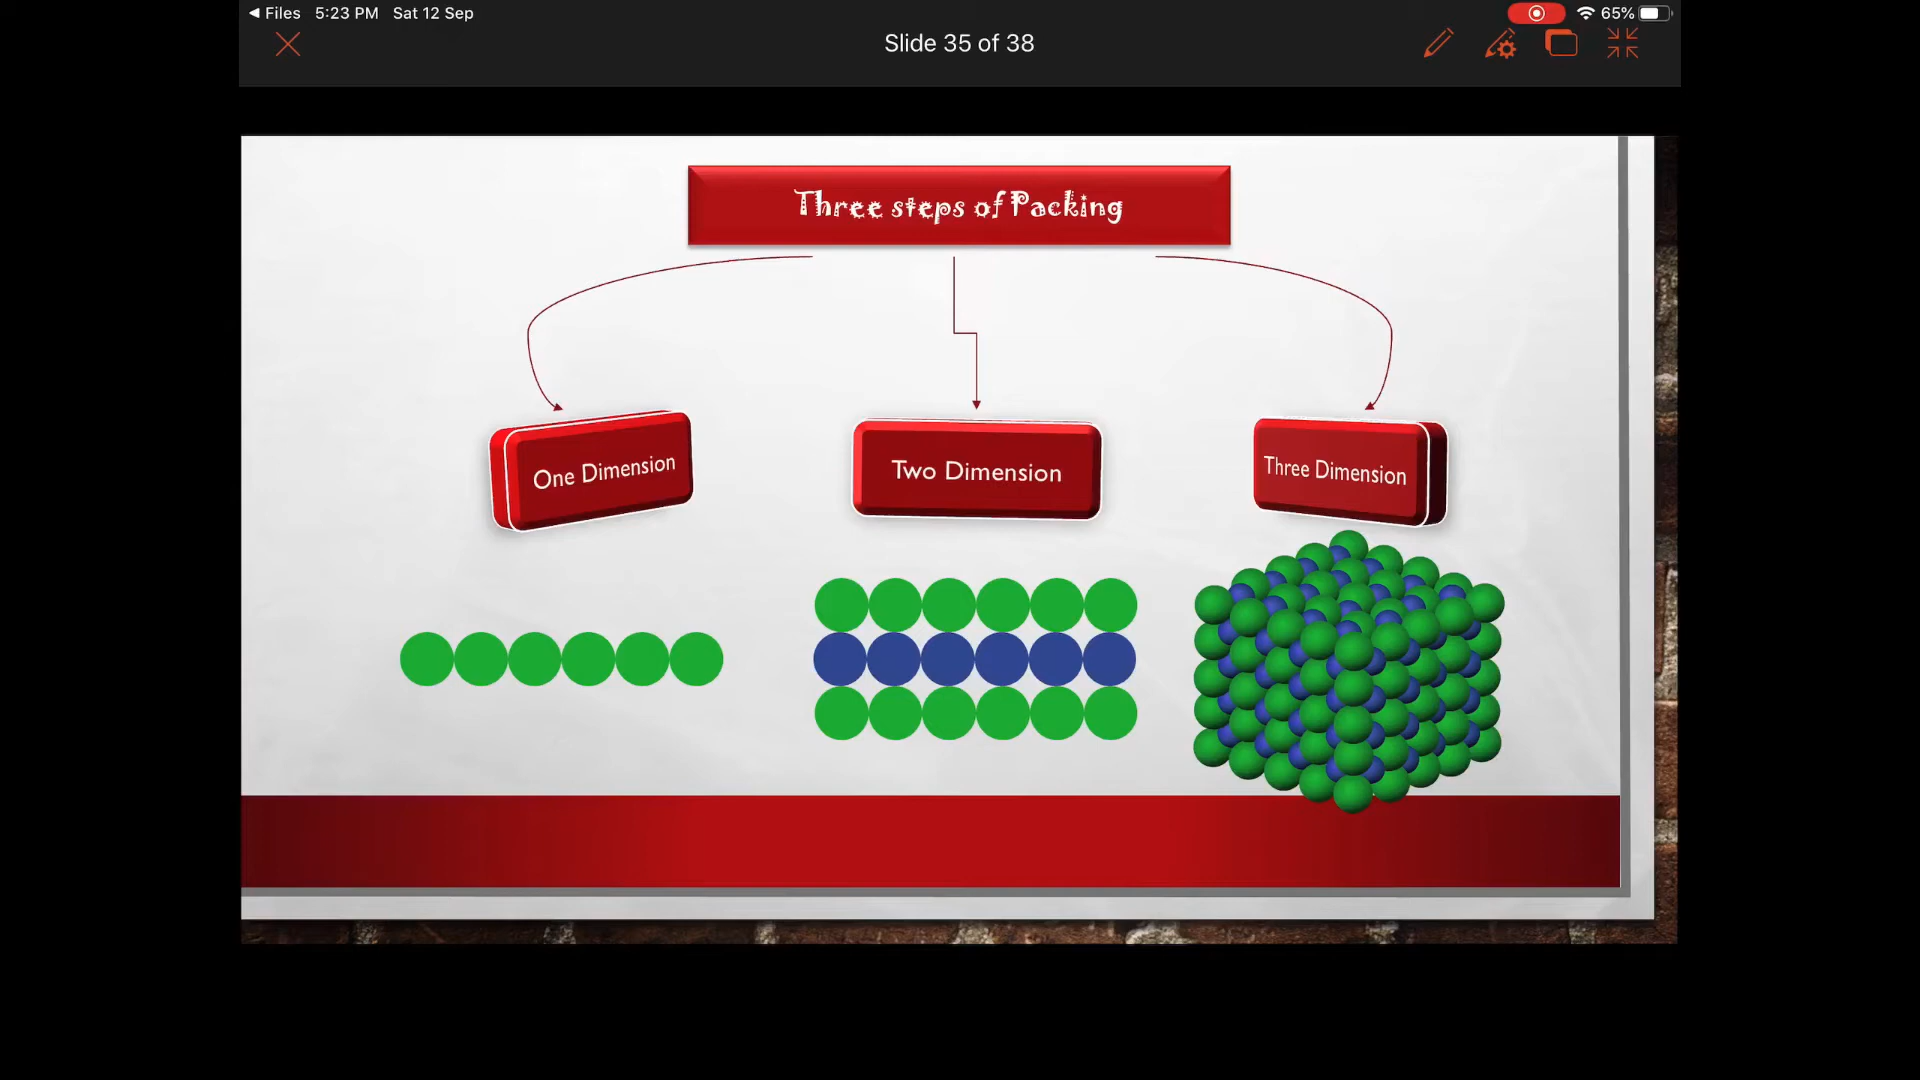 Files 5:23 PM Sat 12 Sep 65%
Slide 35 of 38
Three steps of Packing
One Dimension
Two Dimension
Three Dimension